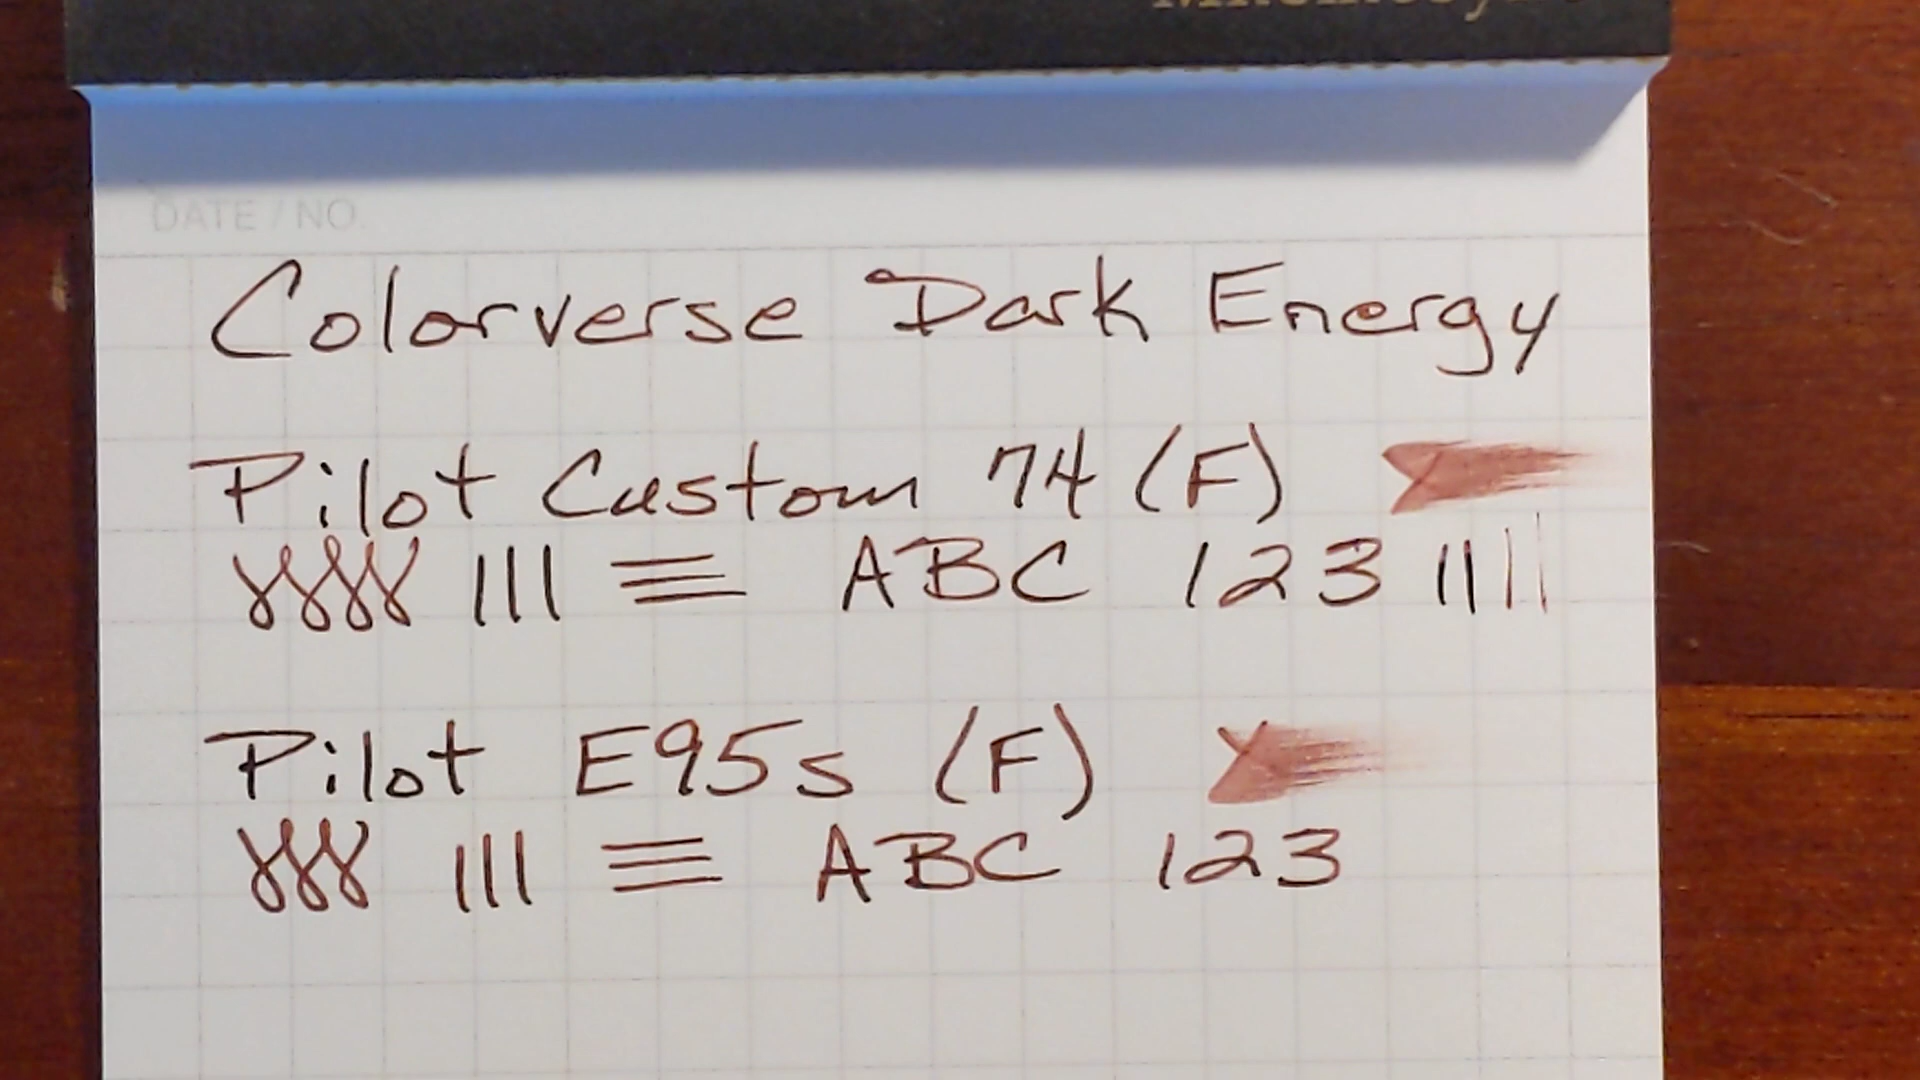 DATE / NO.
Colorverse Dark Energy
Pilot Custom 74 (F)
ABC 123
Pilot E95s (F)
ABC 123